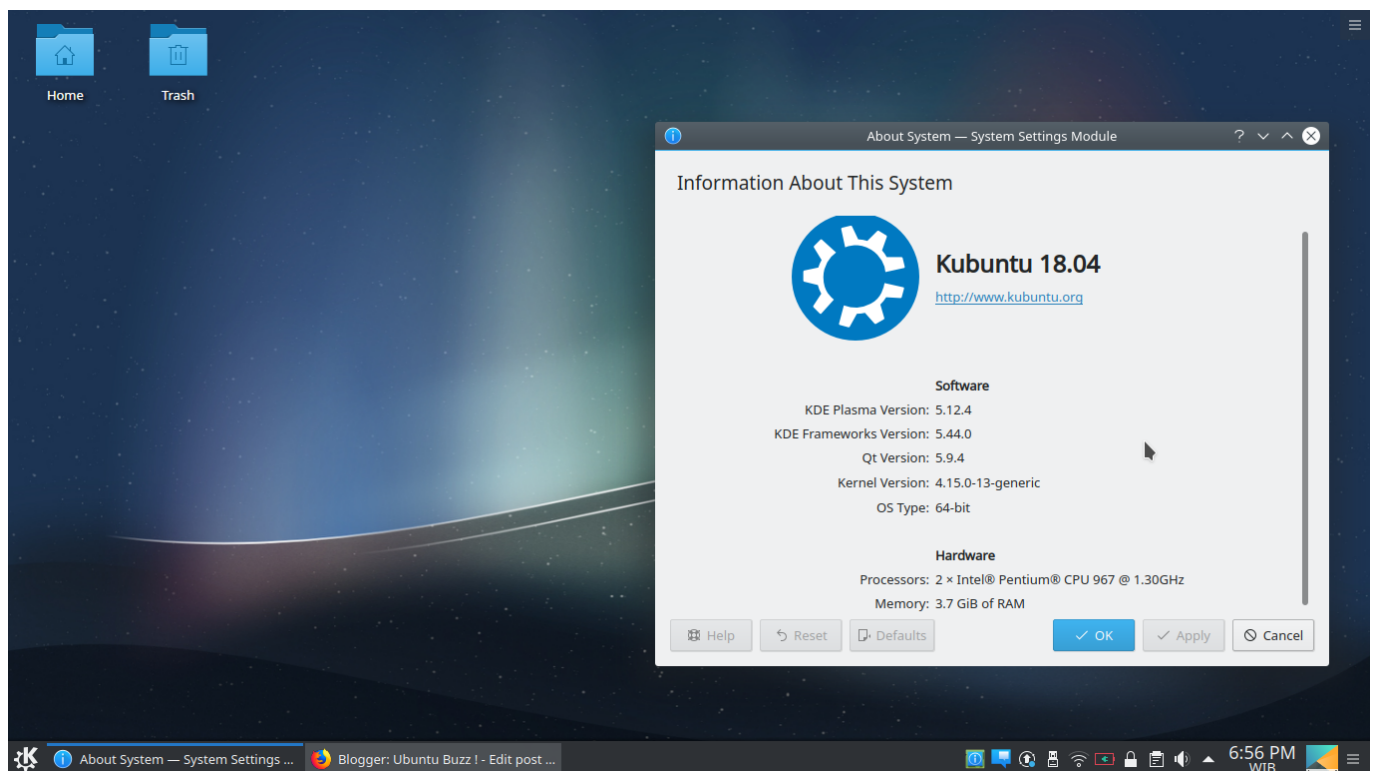 Home
Trash
About System — System Settings Module
Information About This System
Kubuntu 18.04
http://www.kubuntu.org
Software
KDE Plasma Version: 5.12.4
KDE Frameworks Version: 5.44.0
Qt Version: 5.9.4
Kernel Version: 4.15.0-13-generic
OS Type: 64-bit
Hardware
Processors: 2 × Intel® Pentium® CPU 967 @ 1.30GHz
Memory: 3.7 GiB of RAM
Help Reset Defaults OK Apply Cancel
About System — System Settings ... Blogger: Ubuntu Buzz ! - Edit post ... 6:56 PM
WIB